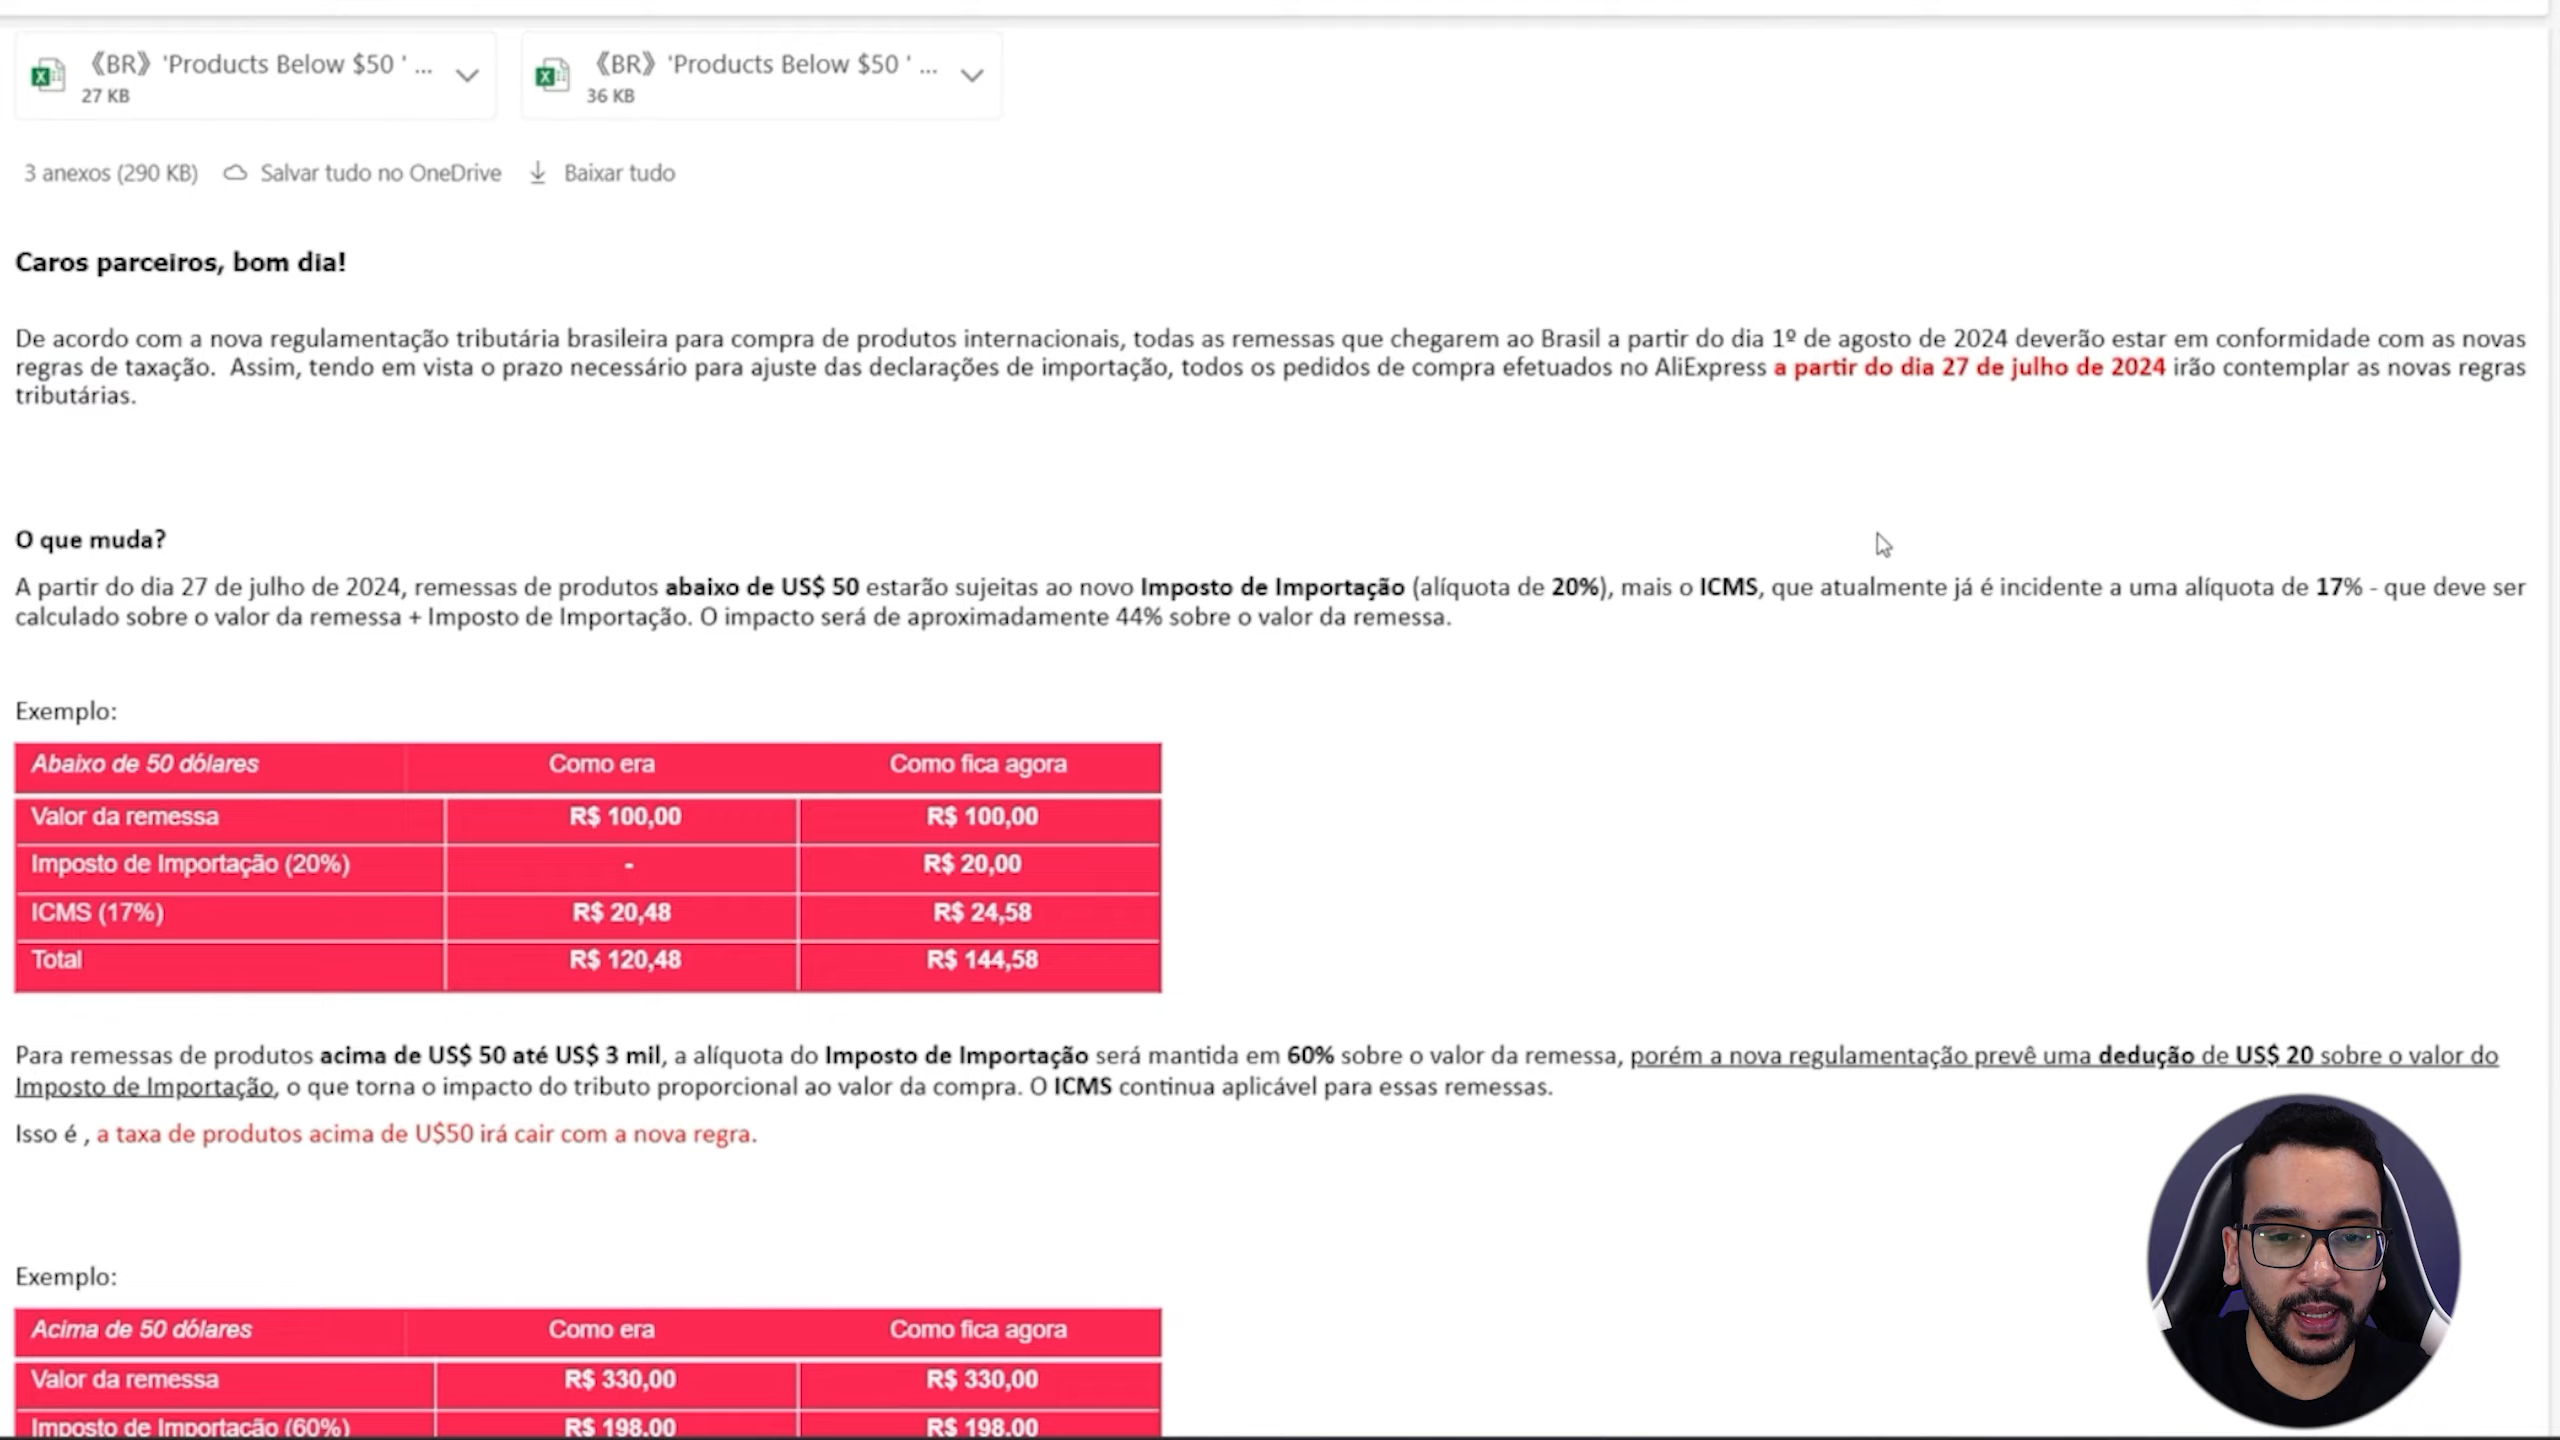 《BR》 'Products Below $50 ' ...
27 KB
《BR》 'Products Below $50 ' ...
36 KB
3 anexos (290 KB) Salvar tudo no OneDrive Baixar tudo
Caros parceiros, bom dia!
De acordo com a nova regulamentação tributária brasileira para compra de produtos internacionais, todas as remessas que chegarem ao Brasil a partir do dia 1º de agosto de 2024 deverão estar em conformidade com as novas
regras de taxação. Assim, tendo em vista o prazo necessário para ajuste das declarações de importação, todos os pedidos de compra efetuados no AliExpress a partir do dia 27 de julho de 2024 irão contemplar as novas regras
tributárias.
O que muda?
A partir do dia 27 de julho de 2024, remessas de produtos abaixo de US$ 50 estarão sujeitas ao novo Imposto de Importação (alíquota de 20%), mais o ICMS, que atualmente já é incidente a uma alíquota de 17% - que deve ser
calculado sobre o valor da remessa + Imposto de Importação. O impacto será de aproximadamente 44% sobre o valor da remessa.
Exemplo:
Abaixo de 50 dólares Como era Como fica agora
Valor da remessa R$ 100,00 R$ 100,00
Imposto de Importação (20%) - R$ 20,00
ICMS (17%) R$ 20,48 R$ 24,58
Total R$ 120,48 R$ 144,58
Para remessas de produtos acima de US$ 50 até US$ 3 mil, a alíquota do Imposto de Importação será mantida em 60% sobre o valor da remessa, porém a nova regulamentação prevê uma dedução de US$ 20 sobre o valor do
Imposto de Importação, o que torna o impacto do tributo proporcional ao valor da compra. O ICMS continua aplicável para essas remessas.
Isso é , a taxa de produtos acima de U$50 irá cair com a nova regra.
Exemplo:
Acima de 50 dólares Como era Como fica agora
Valor da remessa R$ 330,00 R$ 330,00
Imposto de Importação (60%) R$ 198,00 R$ 198,00